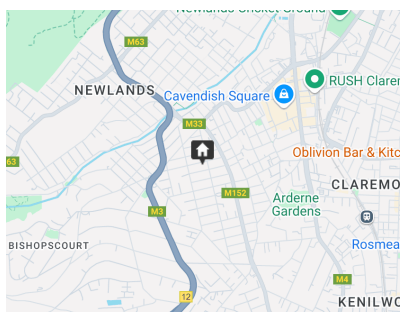 Newlands Cricket Ground
M63
RUSH Clare
NEWLANDS
Cavendish Square
M33
Oblivion Bar & Kitc
63
CLAREMO
M152
Arderne
Gardens
M3
BISHOPSCOURT
Rosmea
M4
12
KENILW